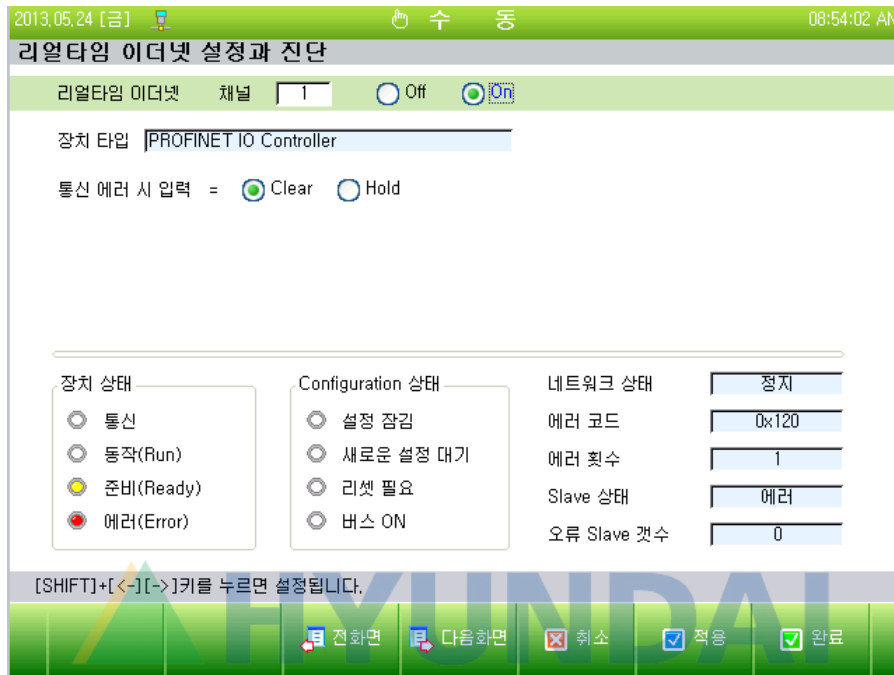 2013,05,24 [금] 수 동 08:54:02 AM
리얼타임 이더넷 설정과 진단
리얼타임 이더넷 채널 1 Off On
장치 타입 PROFINET IO Controller
통신 에러 시 입력 = Clear Hold
장치 상태
통신
동작(Run)
준비(Ready)
에러(Error)
Configuration 상태
설정 잠김
새로운 설정 대기
리셋 필요
버스 ON
네트워크 상태 정지
에러 코드 0x120
에러 횟수 1
Slave 상태 에러
오류 Slave 갯수 0
[SHIFT]+[<-][->]키를 누르면 설정됩니다.
전화면 다음화면 취소 적용 완료
HYUNDAI